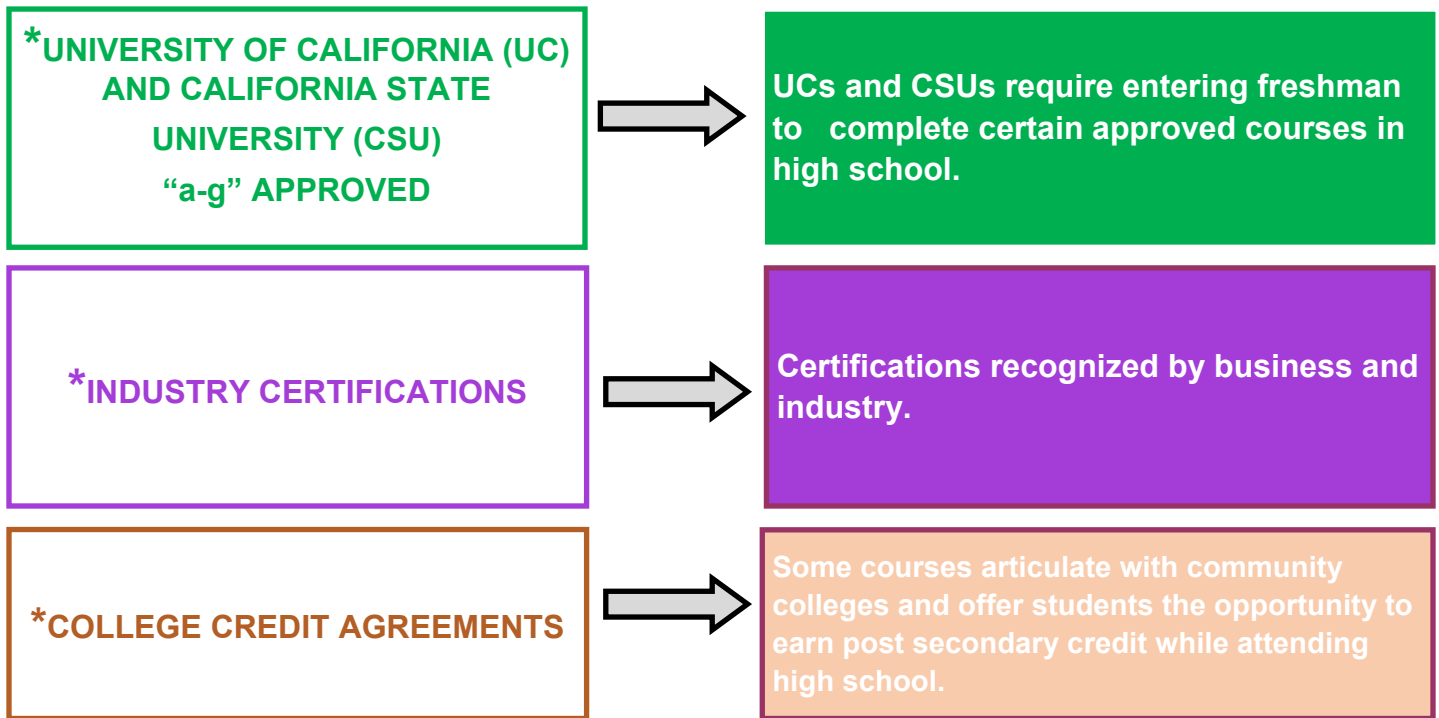 *UNIVERSITY OF CALIFORNIA (UC)
AND CALIFORNIA STATE
UNIVERSITY (CSU)
“a-g” APPROVED
UCs and CSUs require entering freshman
to complete certain approved courses in
high school.
*INDUSTRY CERTIFICATIONS
Certifications recognized by business and
industry.
*COLLEGE CREDIT AGREEMENTS
Some courses articulate with community
colleges and offer students the opportunity to
earn post secondary credit while attending
high school.